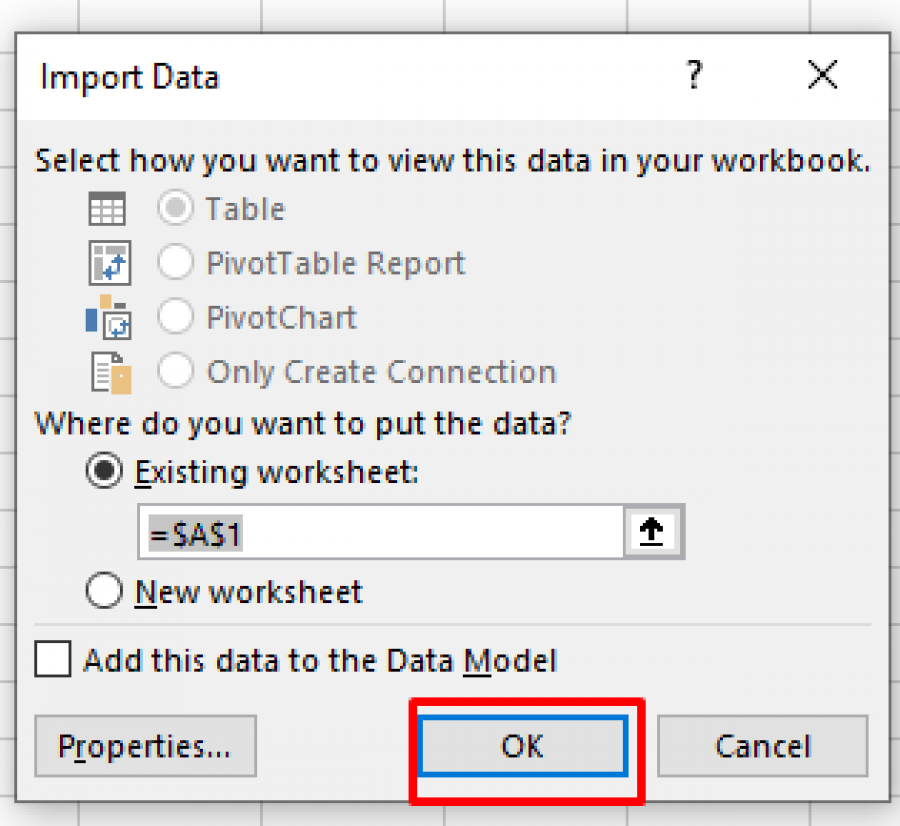 Import Data ?
Select how you want to view this data in your workbook.
Table
PivotTable Report
PivotChart
Only Create Connection
Where do you want to put the data?
Existing worksheet:
=$A$1
New worksheet
Add this data to the Data Model
Properties... OK Cancel